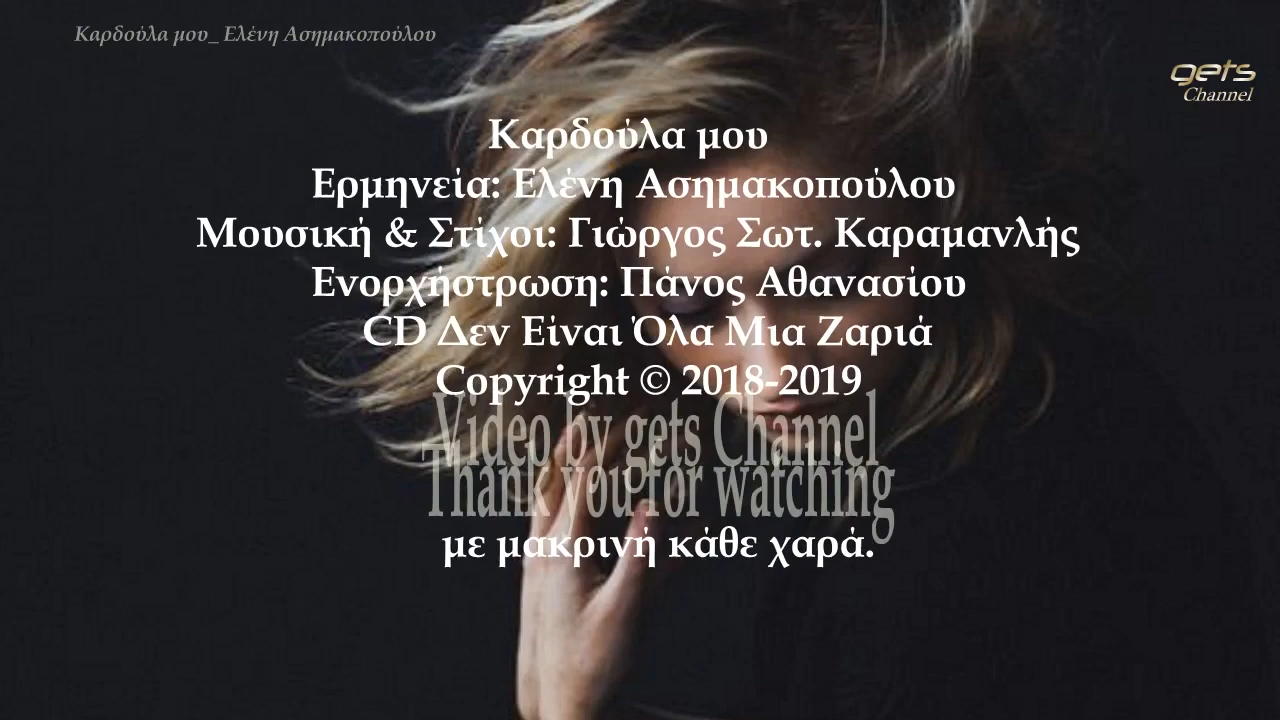 Καρδούλα μου_ Ελένη Ασημακοπούλου
gets
Channel
Καρδούλα μου
Ερμηνεία: Ελένη Ασημακοπούλου
Μουσική & Στίχοι: Γιώργος Σωτ. Καραμανλής
Ενορχήστρωση: Πάνος Αθανασίου
CD Δεν Είναι Όλα Μια Ζαριά
Copyright © 2018-2019
Video by gets Channel
Thank you for watching
με μακρινή κάθε χαρά.